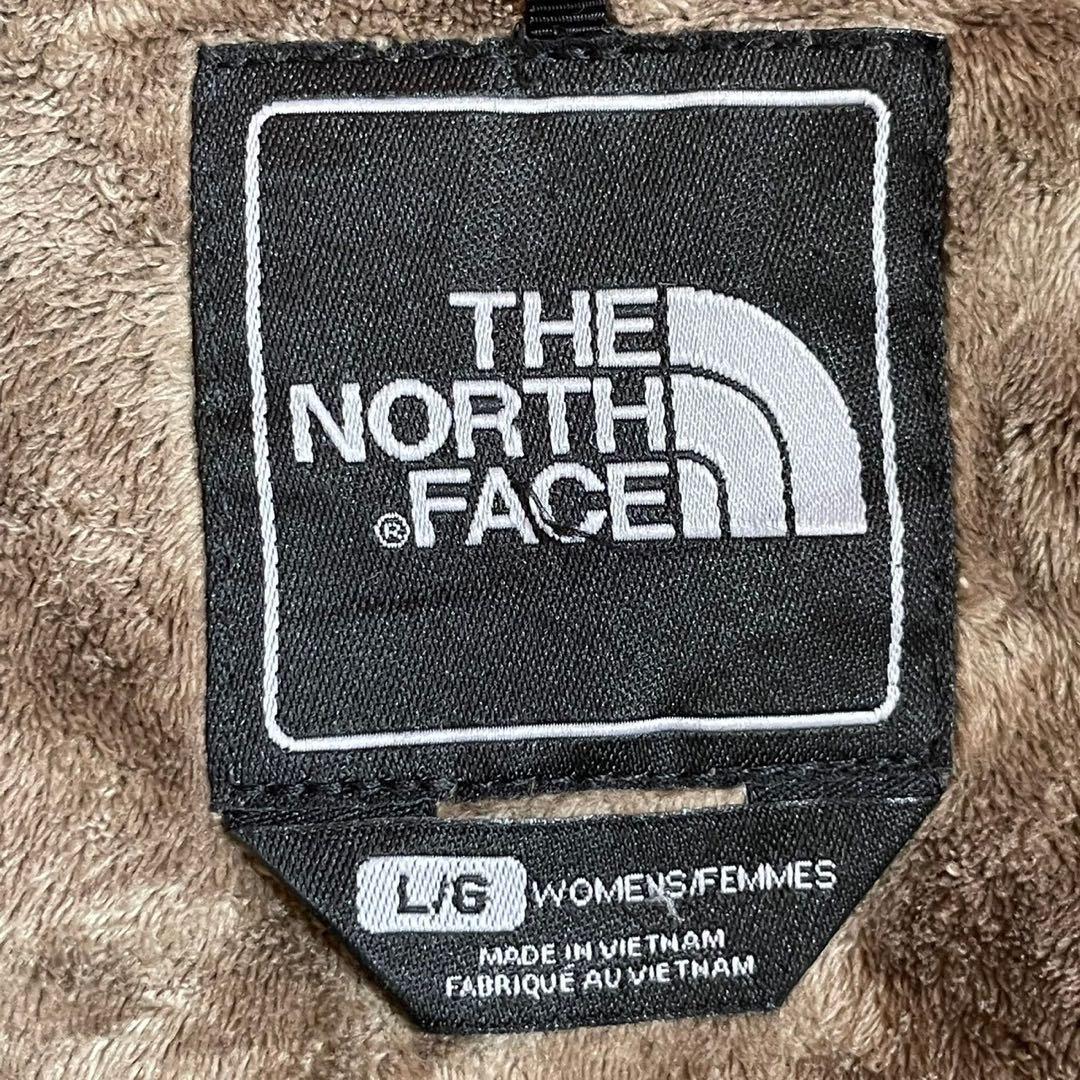 THE
NORTH
®FACE
L/G WOMENS/FEMMES
MADE IN VIETNAM
FABRIQUÉ AU VIETNAM